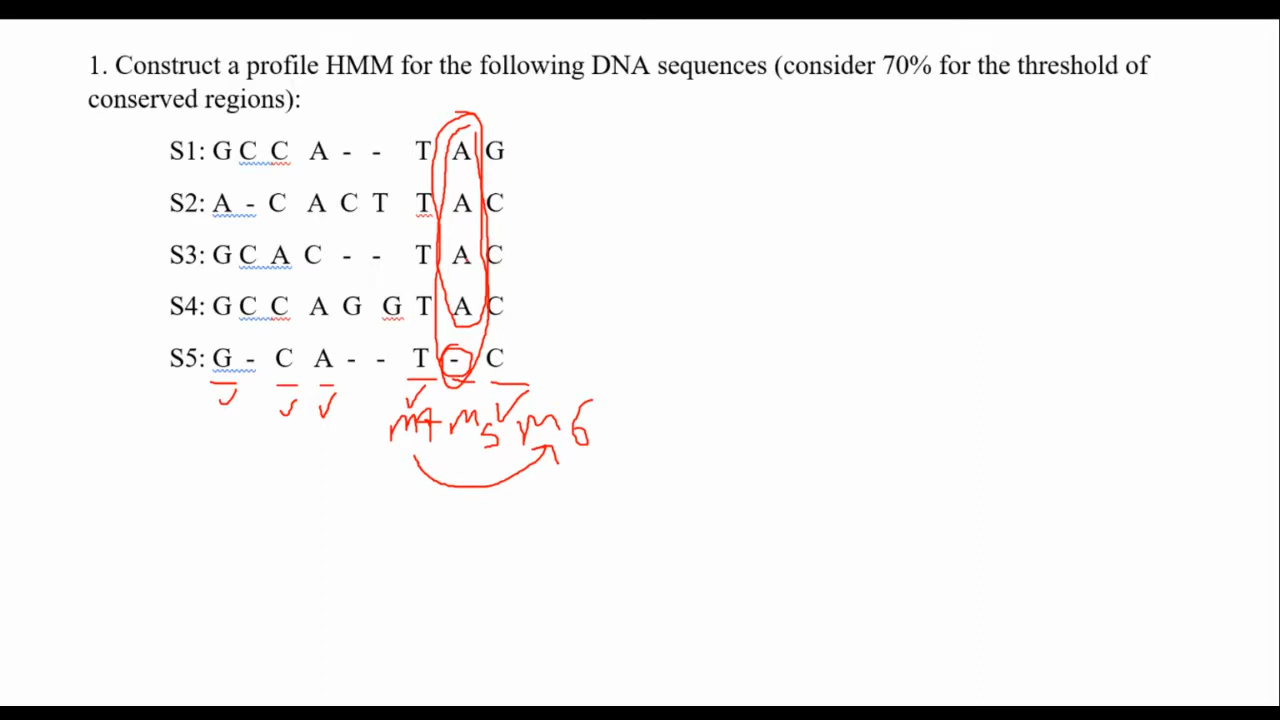 1. Construct a profile HMM for the following DNA sequences (consider 70% for the threshold of
conserved regions):
S1: G C C A - - T A G
S2: A - C A C T T A C
S3: G C A C - - T A C
S4: G C C A G G T A C
S5: G - C A - - T - C
m4 m5 m6